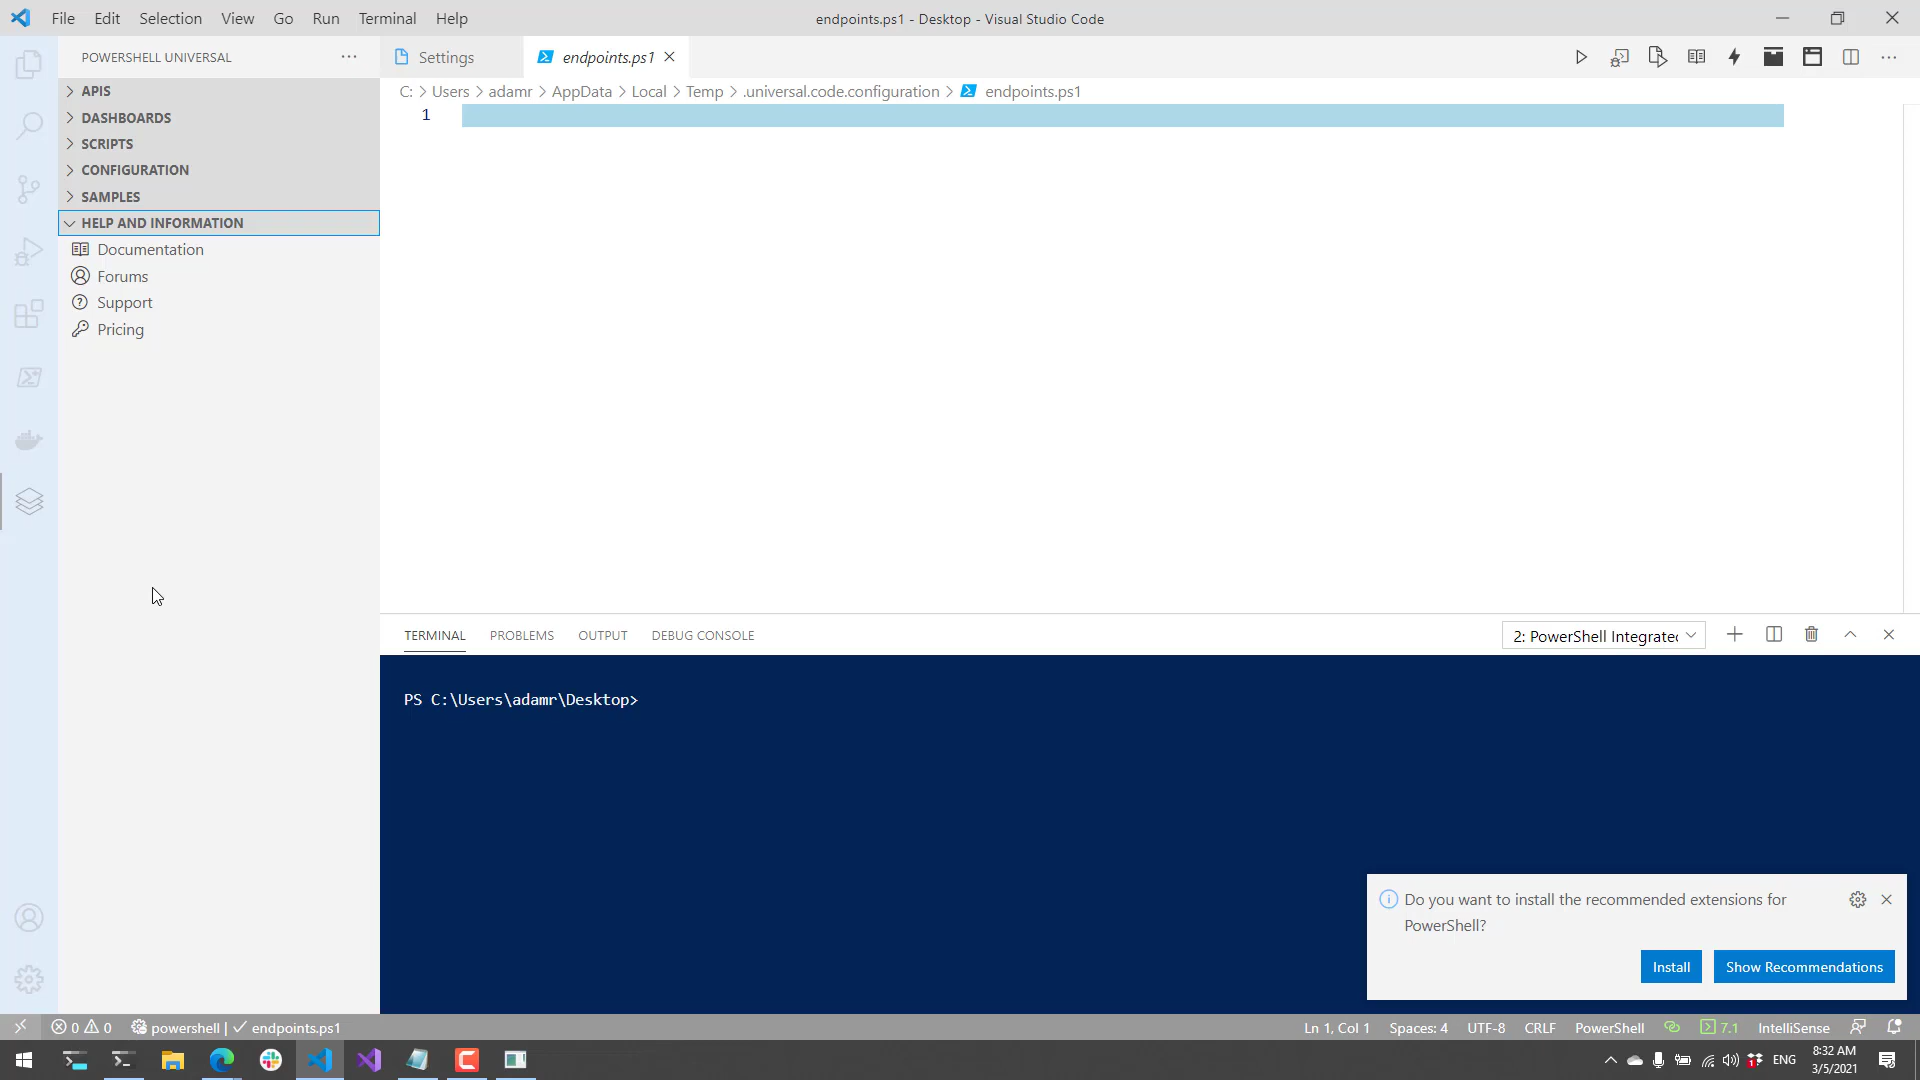 File Edit Selection View Go Run Terminal Help
endpoints.ps1 - Desktop - Visual Studio Code
POWERSHELL UNIVERSAL
Settings
endpoints.ps1
C: > Users > adamr > AppData > Local > Temp > .universal.code.configuration > endpoints.ps1
1
APIS
DASHBOARDS
SCRIPTS
CONFIGURATION
SAMPLES
HELP AND INFORMATION
Documentation
Forums
Support
Pricing
TERMINAL PROBLEMS OUTPUT DEBUG CONSOLE
2: PowerShell Integrated
PS C:\Users\adamr\Desktop>
Do you want to install the recommended extensions for
PowerShell?
Install
Show Recommendations
0 0 powershell | ✓ endpoints.ps1
Ln 1, Col 1 Spaces: 4 UTF-8 CRLF PowerShell 7.1 IntelliSense
ENG
8:32 AM
3/5/2021